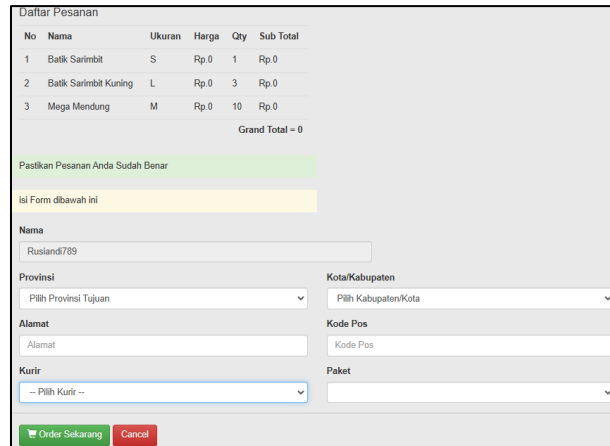 Daftar Pesanan
No Nama Ukuran Harga Qty Sub Total
1 Batik Sarimbit S Rp.0 1 Rp.0
2 Batik Sarimbit Kuning L Rp.0 3 Rp.0
3 Mega Mendung M Rp.0 10 Rp.0
Grand Total = 0
Pastikan Pesanan Anda Sudah Benar
isi Form dibawah ini
Nama
Rusiandi789
Provinsi Kota/Kabupaten
Pilih Provinsi Tujuan Pilih Kabupaten/Kota
Alamat Kode Pos
Alamat Kode Pos
Kurir Paket
-- Pilih Kurir --
Order Sekarang Cancel